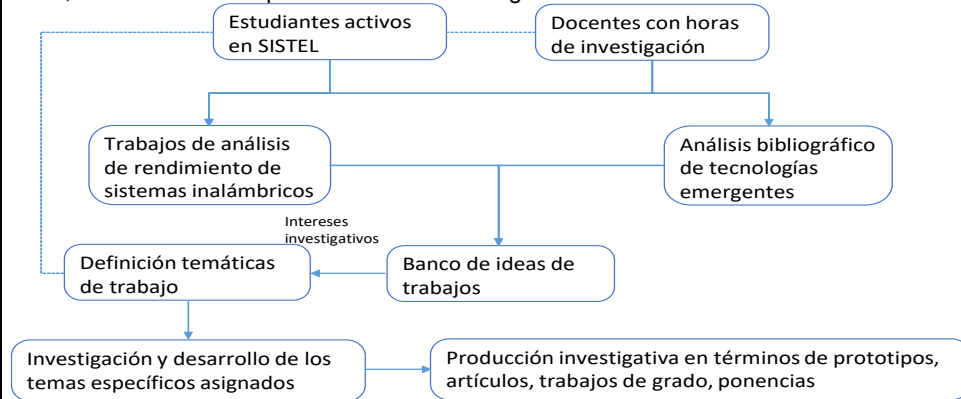 Estudiantes activos
en SISTEL
Docentes con horas
de investigación
Trabajos de análisis
de rendimiento de
sistemas inalámbricos
Análisis bibliográfico
de tecnologías
emergentes
Intereses
investigativos
Definición temáticas
de trabajo
Banco de ideas de
trabajos
Investigación y desarrollo de los
temas específicos asignados
Producción investigativa en términos de prototipos,
artículos, trabajos de grado, ponencias